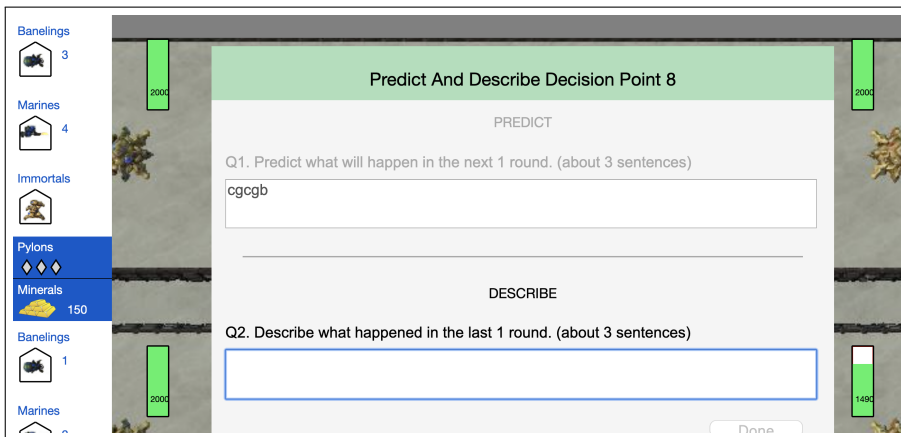 Banelings
3
Marines
4
Immortals
Pylons
Minerals
150
Banelings
1
Marines
2000
2000
Predict And Describe Decision Point 8
PREDICT
Q1. Predict what will happen in the next 1 round. (about 3 sentences)
cgcgb
DESCRIBE
Q2. Describe what happened in the last 1 round. (about 3 sentences)
2000
1490
Done